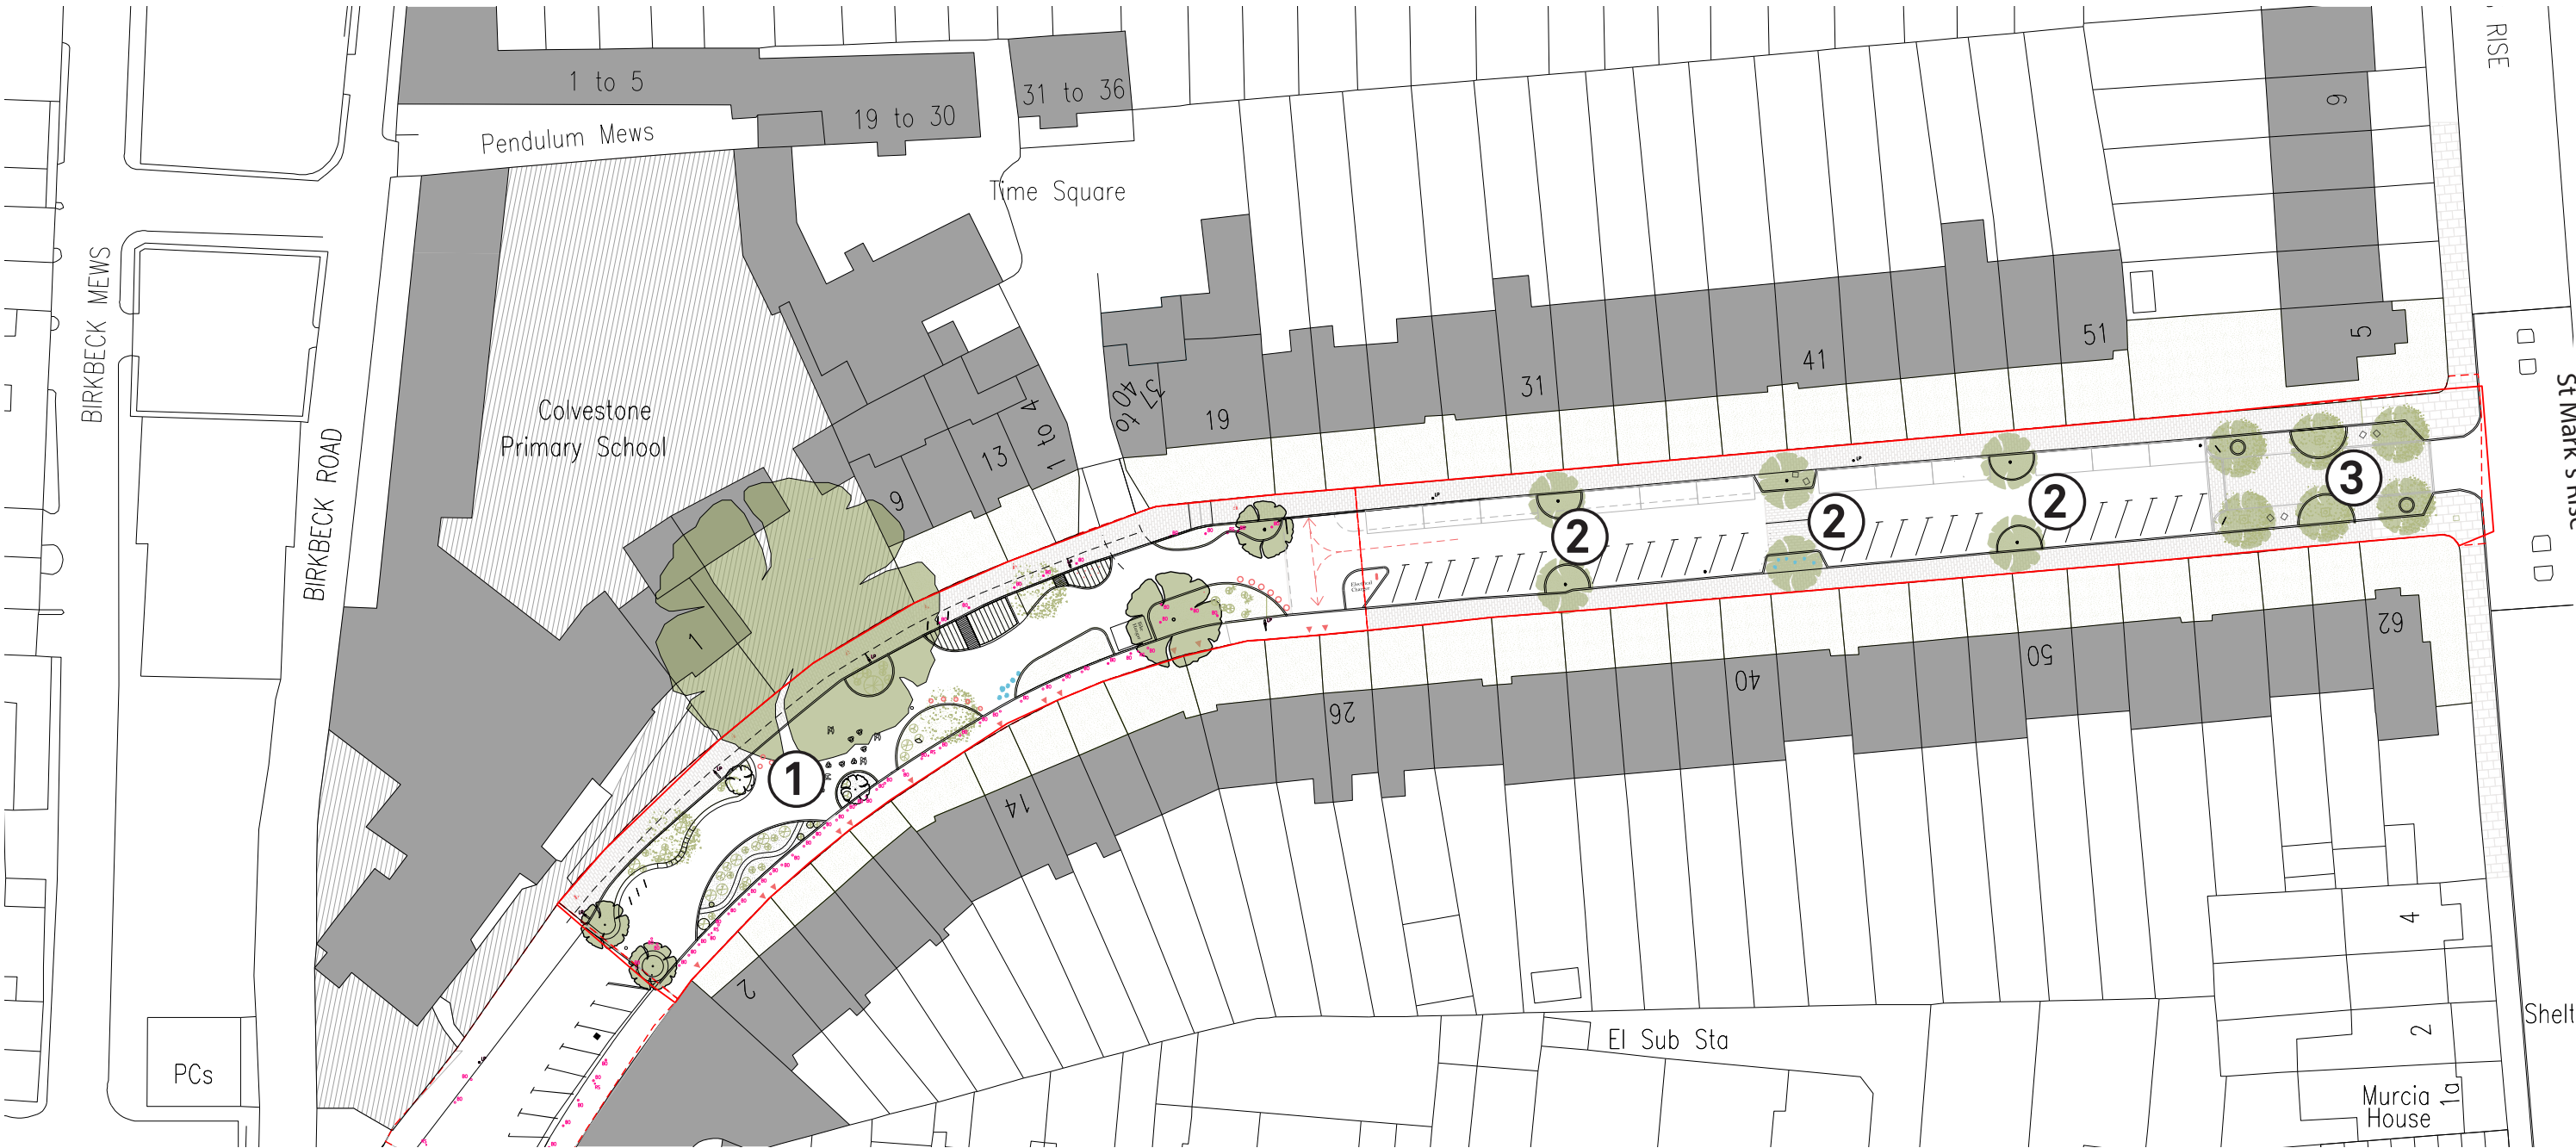 RISE
1 to 5
19 to 30
31 to 36
Pendulum Mews
Time Square
BIRKBECK MEWS
BIRKBECK ROAD
Colvestone
Primary School
9
5
51
41
31
19
37 to
40
1 to 4
13
9
1
St Mark's Rise
3
2
2
2
1
Electrical
Charger
62
50
40
26
14
2
4
2
1a
El Sub Sta
Shelt
PCs
Murcia
House